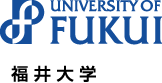 UNIVERSITY OF
FUKUI
福井大学